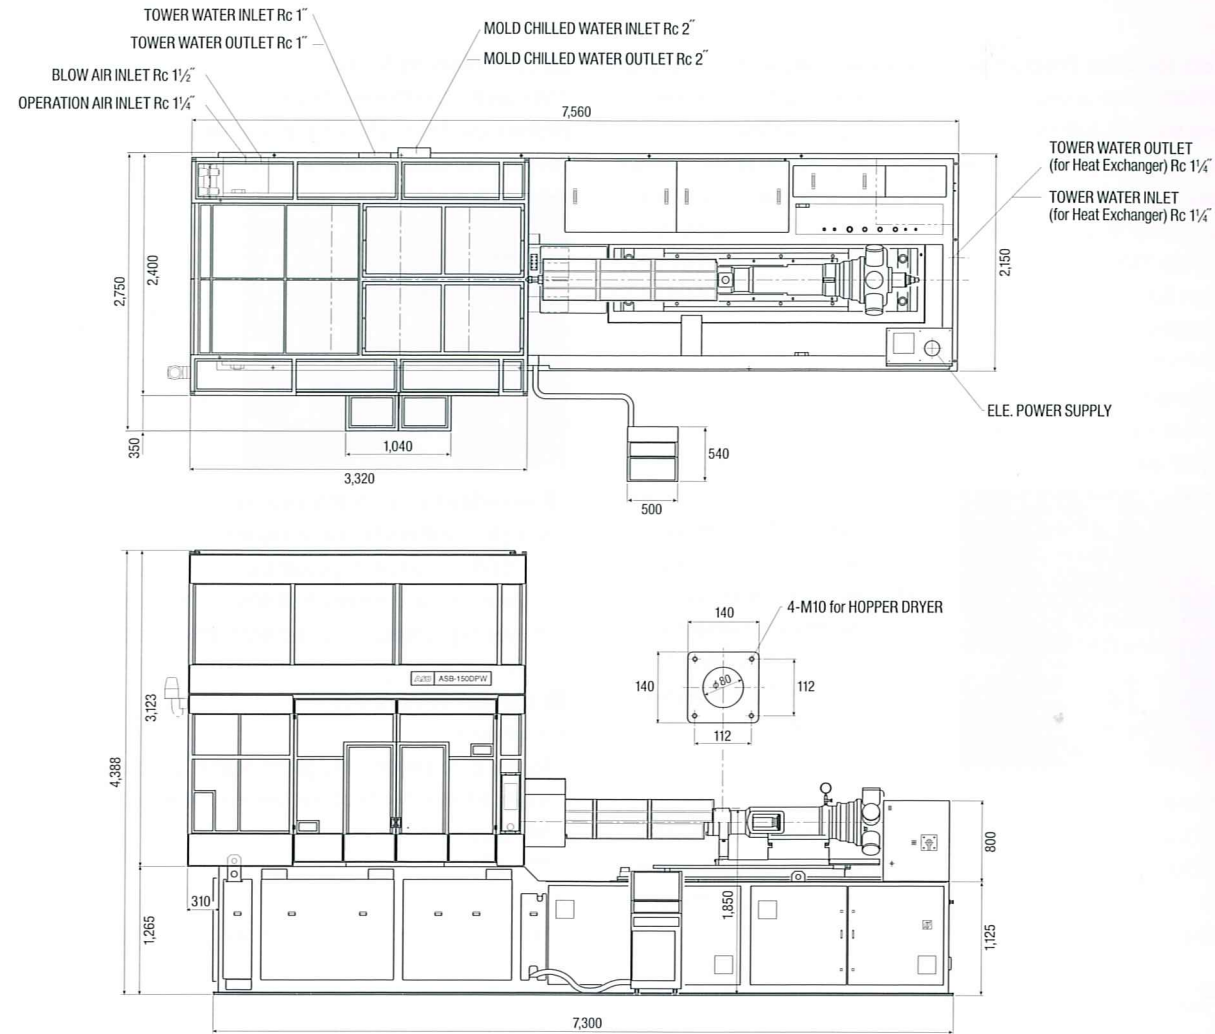 TOWER WATER INLET Rc 1˝
TOWER WATER OUTLET Rc 1˝
MOLD CHILLED WATER INLET Rc 2˝
MOLD CHILLED WATER OUTLET Rc 2˝
BLOW AIR INLET Rc 1½˝
OPERATION AIR INLET Rc 1¼˝
7,560
TOWER WATER OUTLET
(for Heat Exchanger) Rc 1¼˝
TOWER WATER INLET
(for Heat Exchanger) Rc 1¼˝
2,750
2,400
2,150
350
1,040
3,320
ELE. POWER SUPPLY
540
500
4-M10 for HOPPER DRYER
140
140
φ80
112
112
ASB
ASB-150DPW
3,123
4,388
800
310
1,265
1,850
1,125
7,300